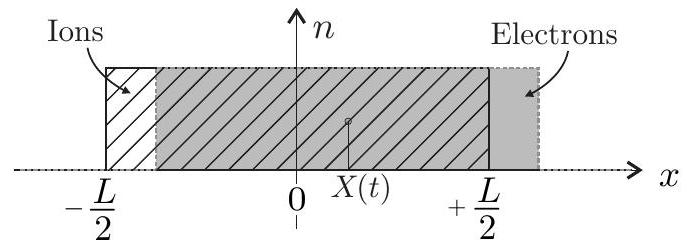 Ions
n
Electrons
x
X(t)
0
- L/2
+ L/2